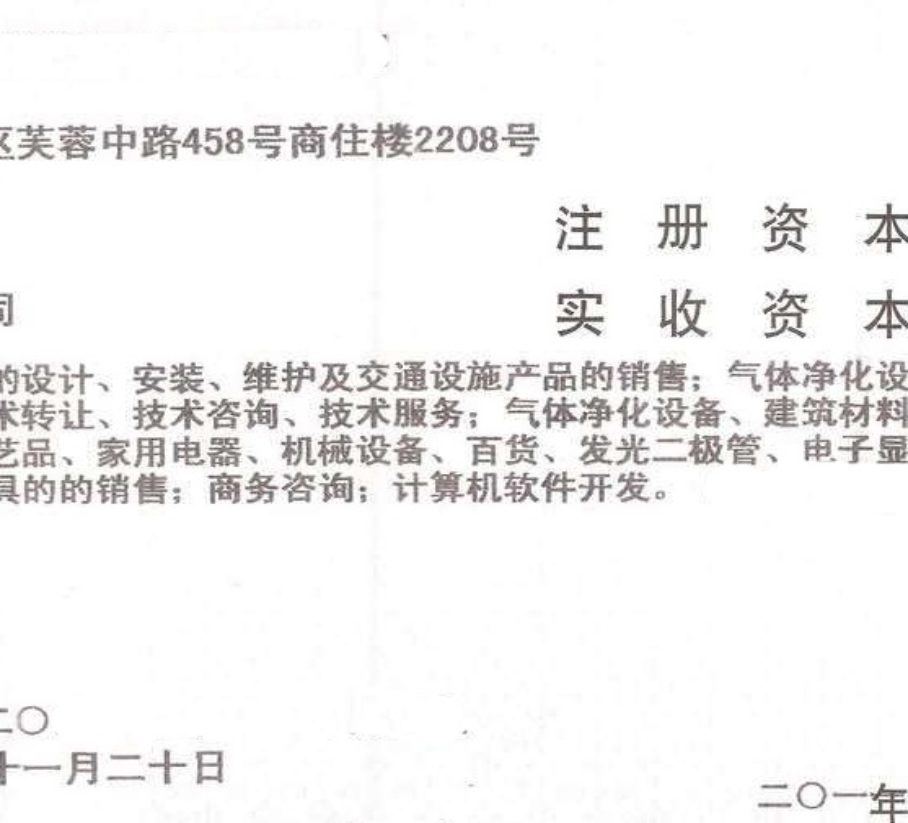 区芙蓉中路458号商住楼2208号
注册资本
实收资本
司
的设计、安装、维护及交通设施产品的销售；气体净化设
术转让、技术咨询、技术服务；气体净化设备、建筑材料
艺品、家用电器、机械设备、百货、发光二极管、电子显
具的的销售；商务咨询；计算机软件开发。
二〇
十一月二十日
二〇一年